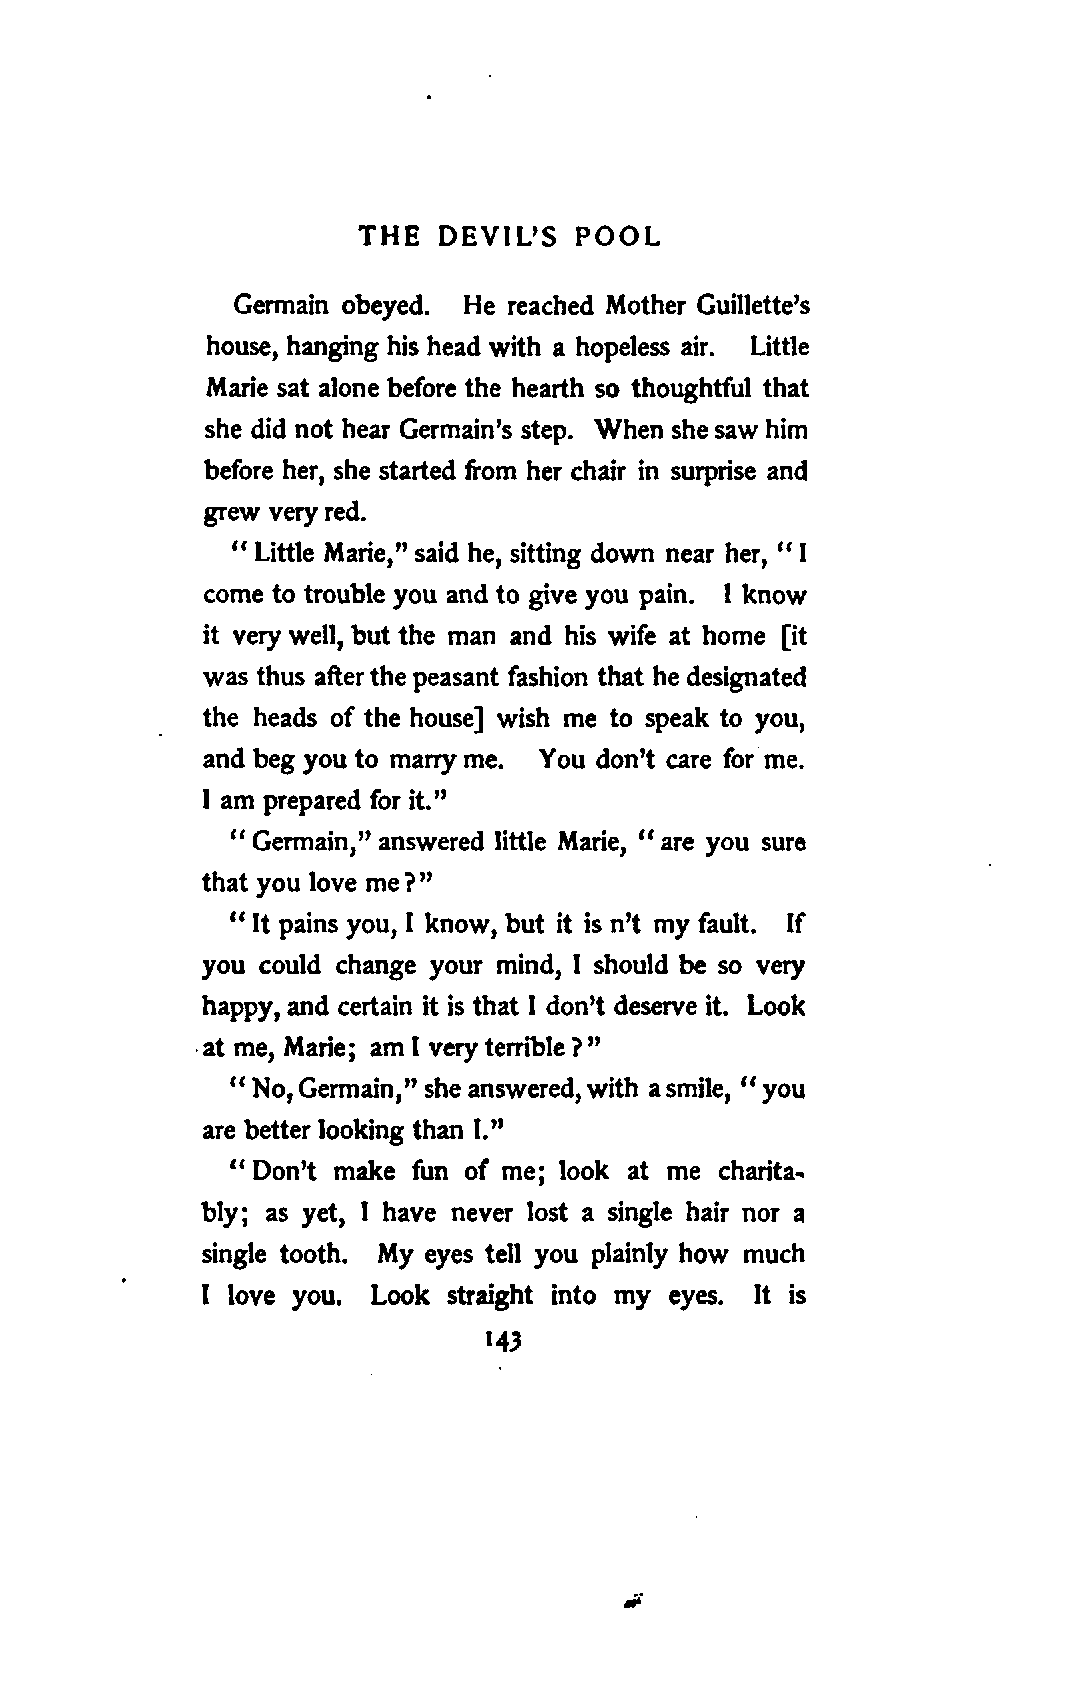 THE DEVIL'S POOL
Germain obeyed. He reached Mother Guillette's
house, hanging his head with a hopeless air. Little
Marie sat alone before the hearth so thoughtful that
she did not hear Germain's step. When she saw him
before her, she started from her chair in surprise and
grew very red.
"Little Marie," said he, sitting down near her, "I
come to trouble you and to give you pain. I know
it very well, but the man and his wife at home [it
was thus after the peasant fashion that he designated
the heads of the house] wish me to speak to you,
and beg you to marry me. You don't care for me.
I am prepared for it."
"Germain," answered little Marie, "are you sure
that you love me?"
"It pains you, I know, but it is n't my fault. If
you could change your mind, I should be so very
happy, and certain it is that I don't deserve it. Look
at me, Marie; am I very terrible?"
"No, Germain," she answered, with a smile, "you
are better looking than I."
"Don't make fun of me; look at me charita-
bly; as yet, I have never lost a single hair nor a
single tooth. My eyes tell you plainly how much
I love you. Look straight into my eyes. It is
143